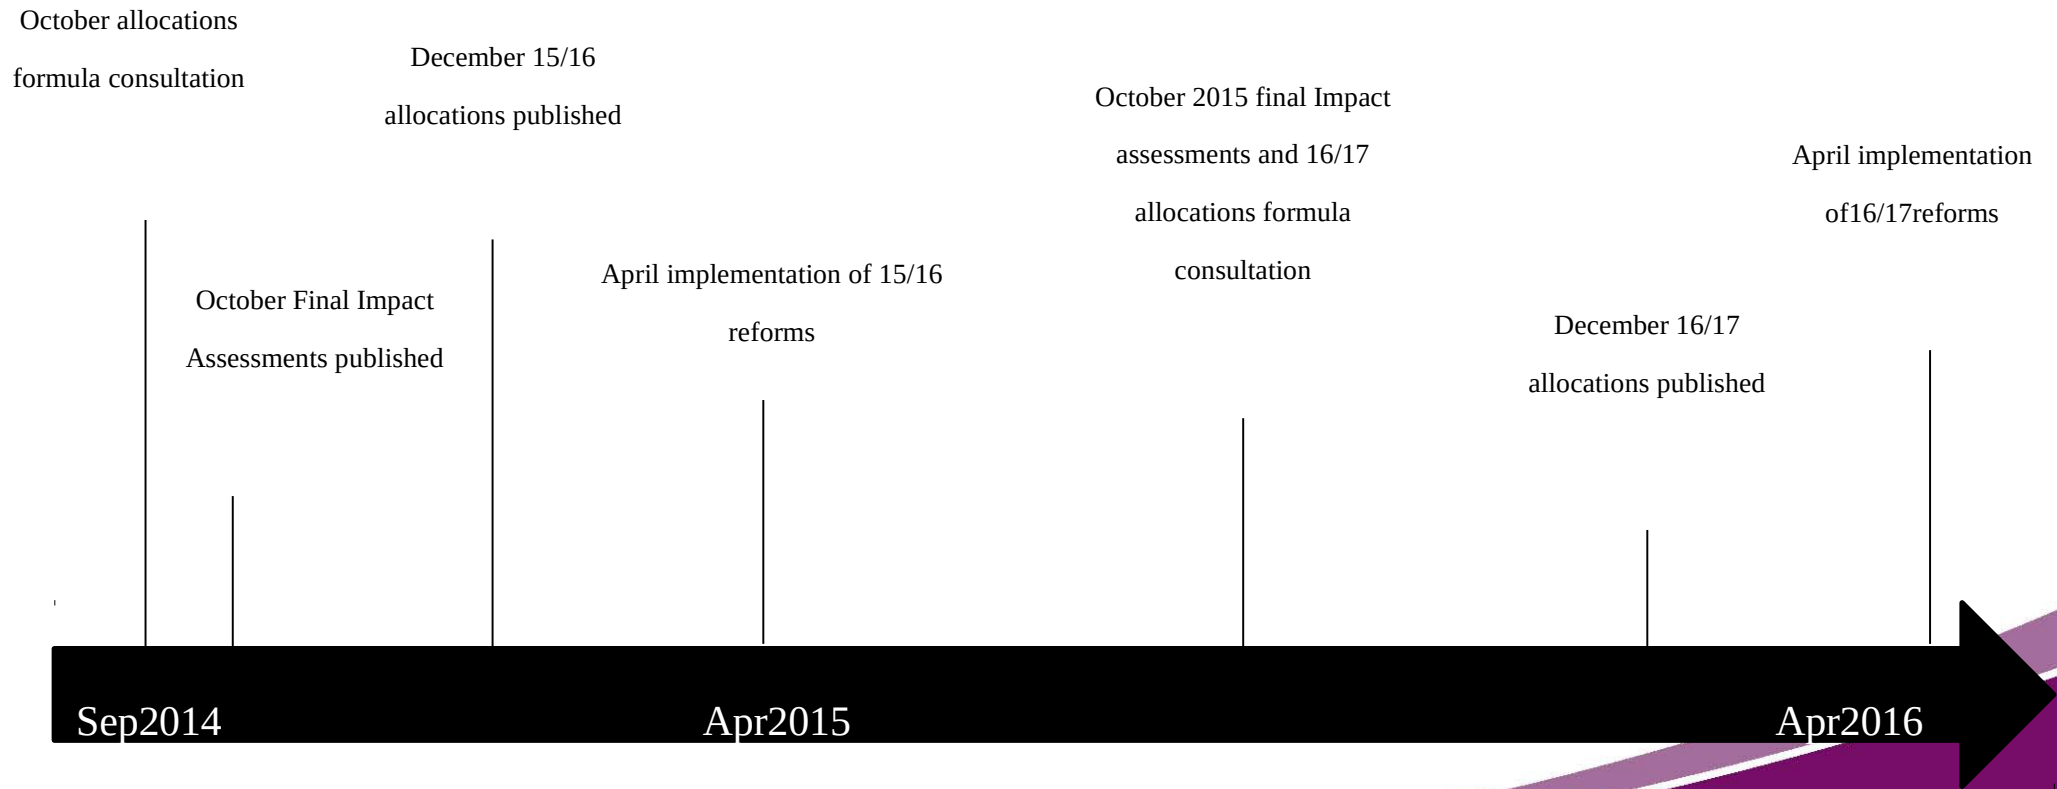 October allocations
formula consultation
December 15/16
allocations published
October 2015 final Impact
assessments and 16/17
allocations formula
consultation
April implementation
of16/17reforms
October Final Impact
Assessments published
April implementation of 15/16
reforms
December 16/17
allocations published
Sep2014
Apr2015
Apr2016